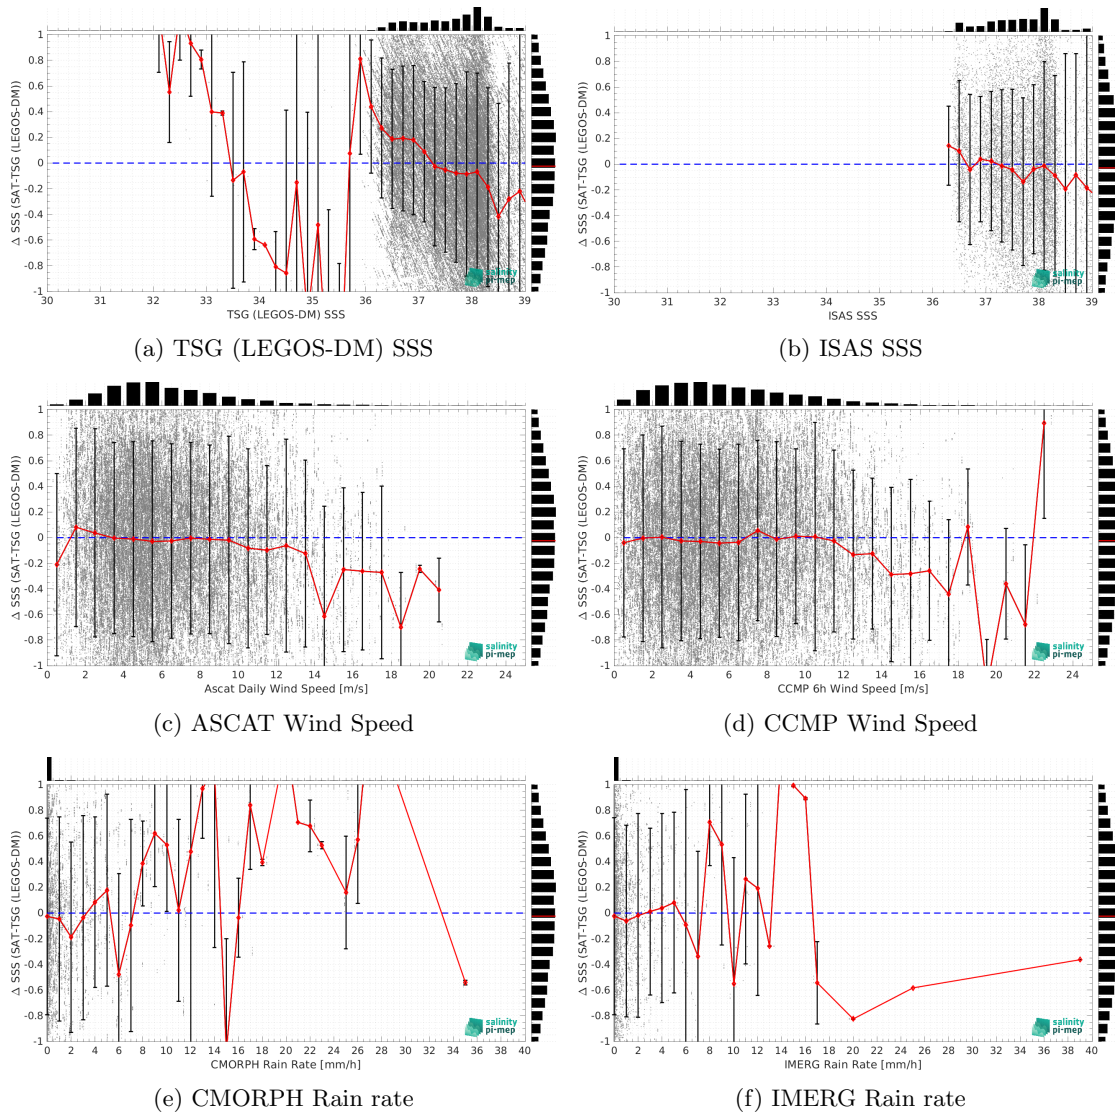 Δ SSS (SAT-TSG (LEGOS-DM))
1
0.8
0.6
0.4
0.2
0
-0.2
-0.4
-0.6
-0.8
-1
30 31 32 33 34 35 36 37 38 39
TSG (LEGOS-DM) SSS
salinity
pi-mep
(a) TSG (LEGOS-DM) SSS
Δ SSS (SAT-TSG (LEGOS-DM))
1
0.8
0.6
0.4
0.2
0
-0.2
-0.4
-0.6
-0.8
-1
30 31 32 33 34 35 36 37 38 39
ISAS SSS
salinity
pi-mep
(b) ISAS SSS
Δ SSS (SAT-TSG (LEGOS-DM))
1
0.8
0.6
0.4
0.2
0
-0.2
-0.4
-0.6
-0.8
-1
0 2 4 6 8 10 12 14 16 18 20 22 24
Ascat Daily Wind Speed [m/s]
salinity
pi-mep
(c) ASCAT Wind Speed
Δ SSS (SAT-TSG (LEGOS-DM))
1
0.8
0.6
0.4
0.2
0
-0.2
-0.4
-0.6
-0.8
-1
0 2 4 6 8 10 12 14 16 18 20 22 24
CCMP 6h Wind Speed [m/s]
salinity
pi-mep
(d) CCMP Wind Speed
Δ SSS (SAT-TSG (LEGOS-DM))
1
0.8
0.6
0.4
0.2
0
-0.2
-0.4
-0.6
-0.8
-1
0 2 4 6 8 10 12 14 16 18 20 22 24 26 28 30 32 34 36 38 40
CMORPH Rain Rate [mm/h]
salinity
pi-mep
(e) CMORPH Rain rate
Δ SSS (SAT-TSG (LEGOS-DM))
1
0.8
0.6
0.4
0.2
0
-0.2
-0.4
-0.6
-0.8
-1
0 2 4 6 8 10 12 14 16 18 20 22 24 26 28 30 32 34 36 38 40
IMERG Rain Rate [mm/h]
salinity
pi-mep
(f) IMERG Rain rate